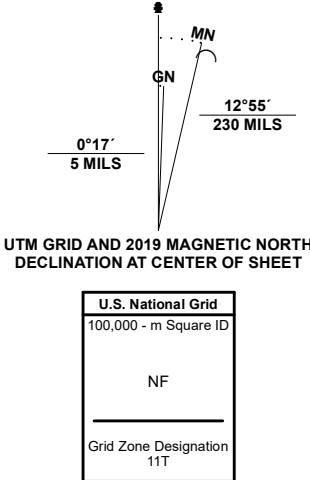 MN
GN
12°55´
230 MILS
0°17´
5 MILS
UTM GRID AND 2019 MAGNETIC NORTH
DECLINATION AT CENTER OF SHEET
U.S. National Grid
100,000 - m Square ID
NF
Grid Zone Designation
11T